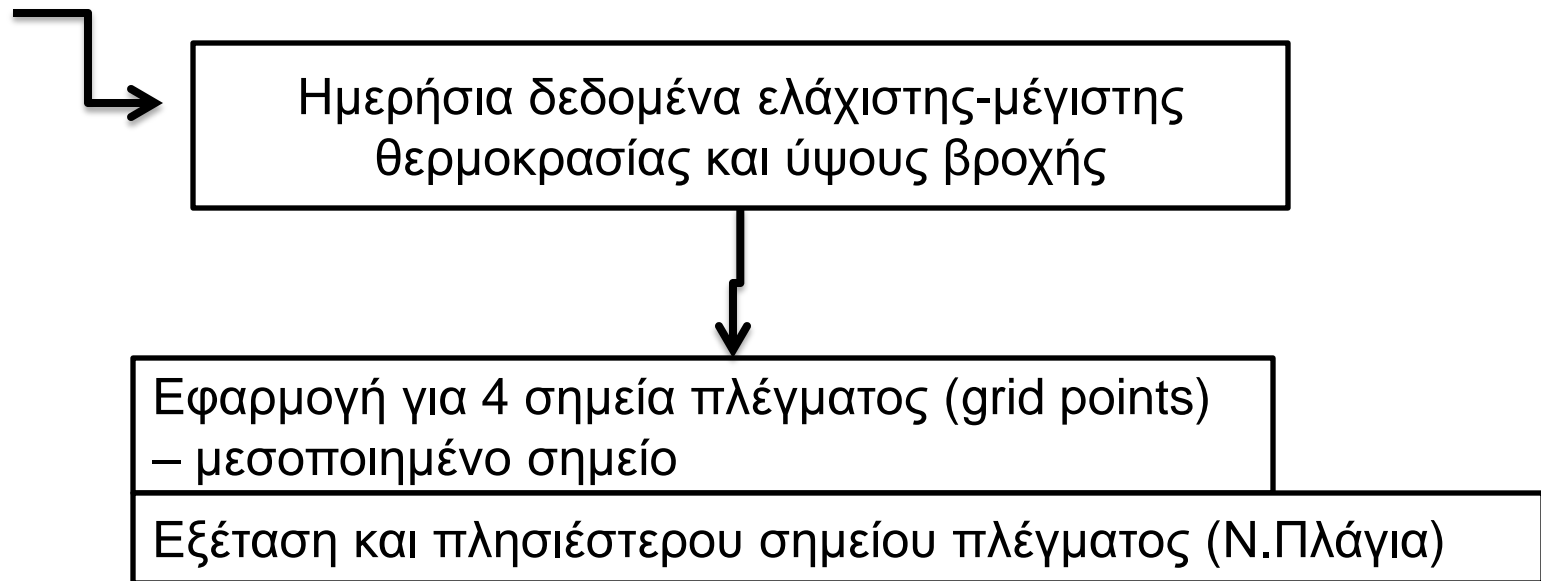 Ημερήσια δεδομένα ελάχιστης-μέγιστης
θερμοκρασίας και ύψους βροχής
Εφαρμογή για 4 σημεία πλέγματος (grid points)
– μεσοποιημένο σημείο
Εξέταση και πλησιέστερου σημείου πλέγματος (Ν.Πλάγια)